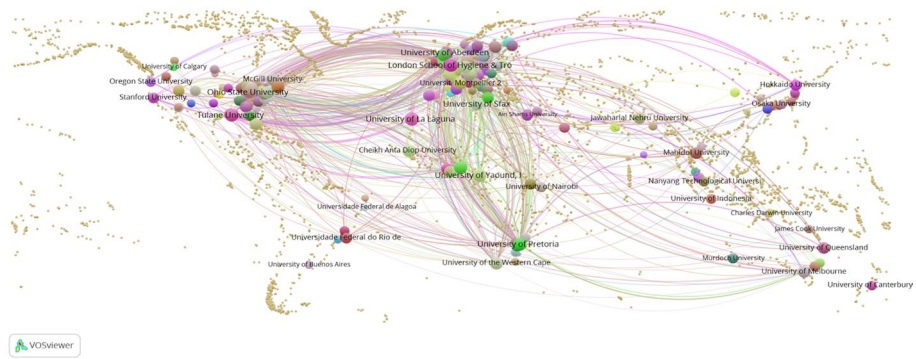 University of Aberdeen
London School of Hygiene & Tro
University of Calgary
McGill University
Oregon State University
Université Montpellier 2
Hokkaido University
Ohio State University
Stanford University
University of Sfax
Osaka University
Tulane University
Ain Shams University
University of La Laguna
Jawaharlal Nehru University
Cheikh Anta Diop University
Mahidol University
University of Yaound, I
Nanyang Technological Universi
University of Nairobi
University of Indonesia
Universidade Federal de Alagoa
Charles Darwin University
James Cook University
Universidade Federal do Rio de
University of Pretoria
University of Queensland
Murdoch University
University of Buenos Aires
University of the Western Cape
University of Melbourne
University of Canterbury
VOSviewer